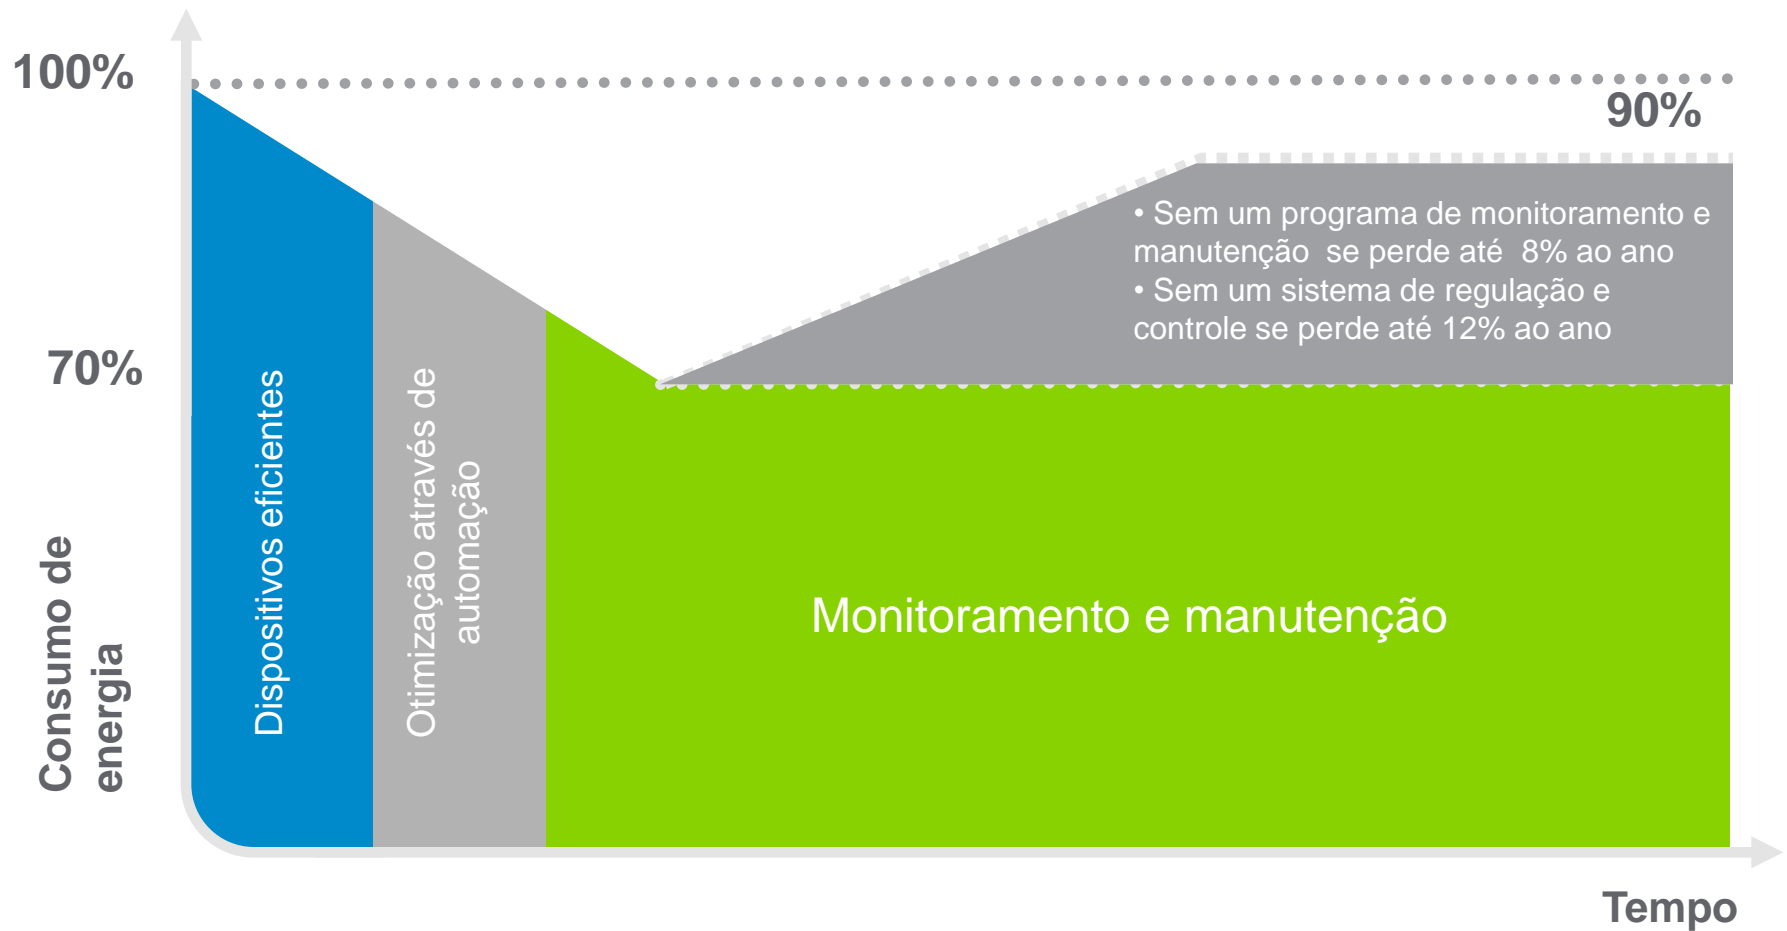 100%
90%
• Sem um programa de monitoramento e
manutenção se perde até 8% ao ano
• Sem um sistema de regulação e
controle se perde até 12% ao ano
70%
Consumo de
energia
Dispositivos eficientes
Otimização através de
automação
Monitoramento e manutenção
Tempo